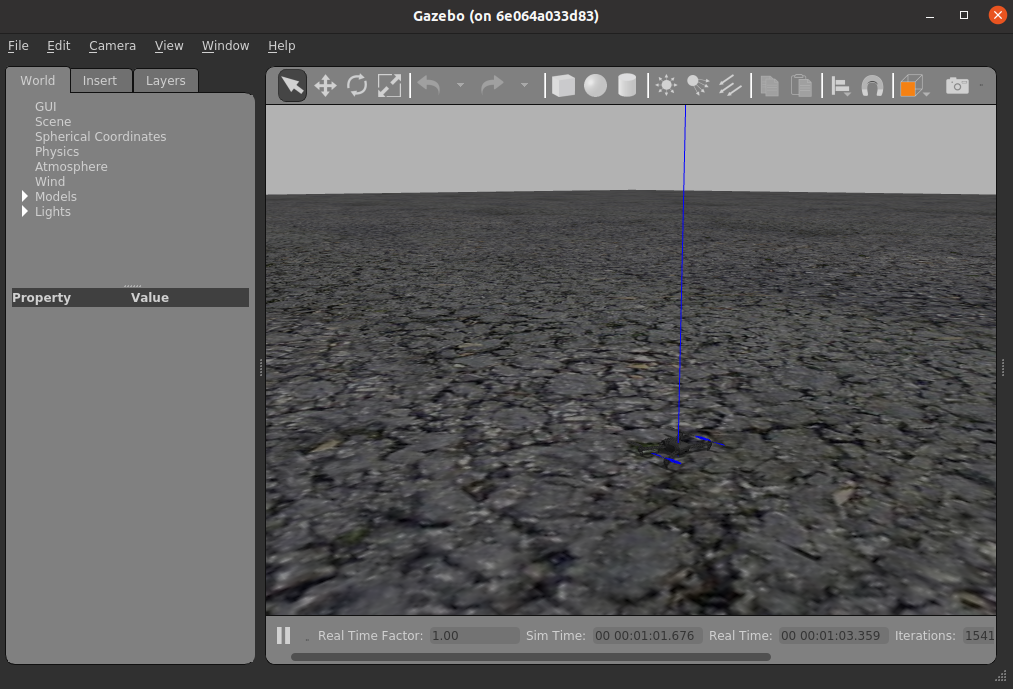 Gazebo (on 6e064a033d83)
File Edit Camera View Window Help
World Insert Layers
GUI
Scene
Spherical Coordinates
Physics
Atmosphere
Wind
Models
Lights
Property Value
Real Time Factor: 1.00 Sim Time: 00 00:01:01.676 Real Time: 00 00:01:03.359 Iterations: 1541